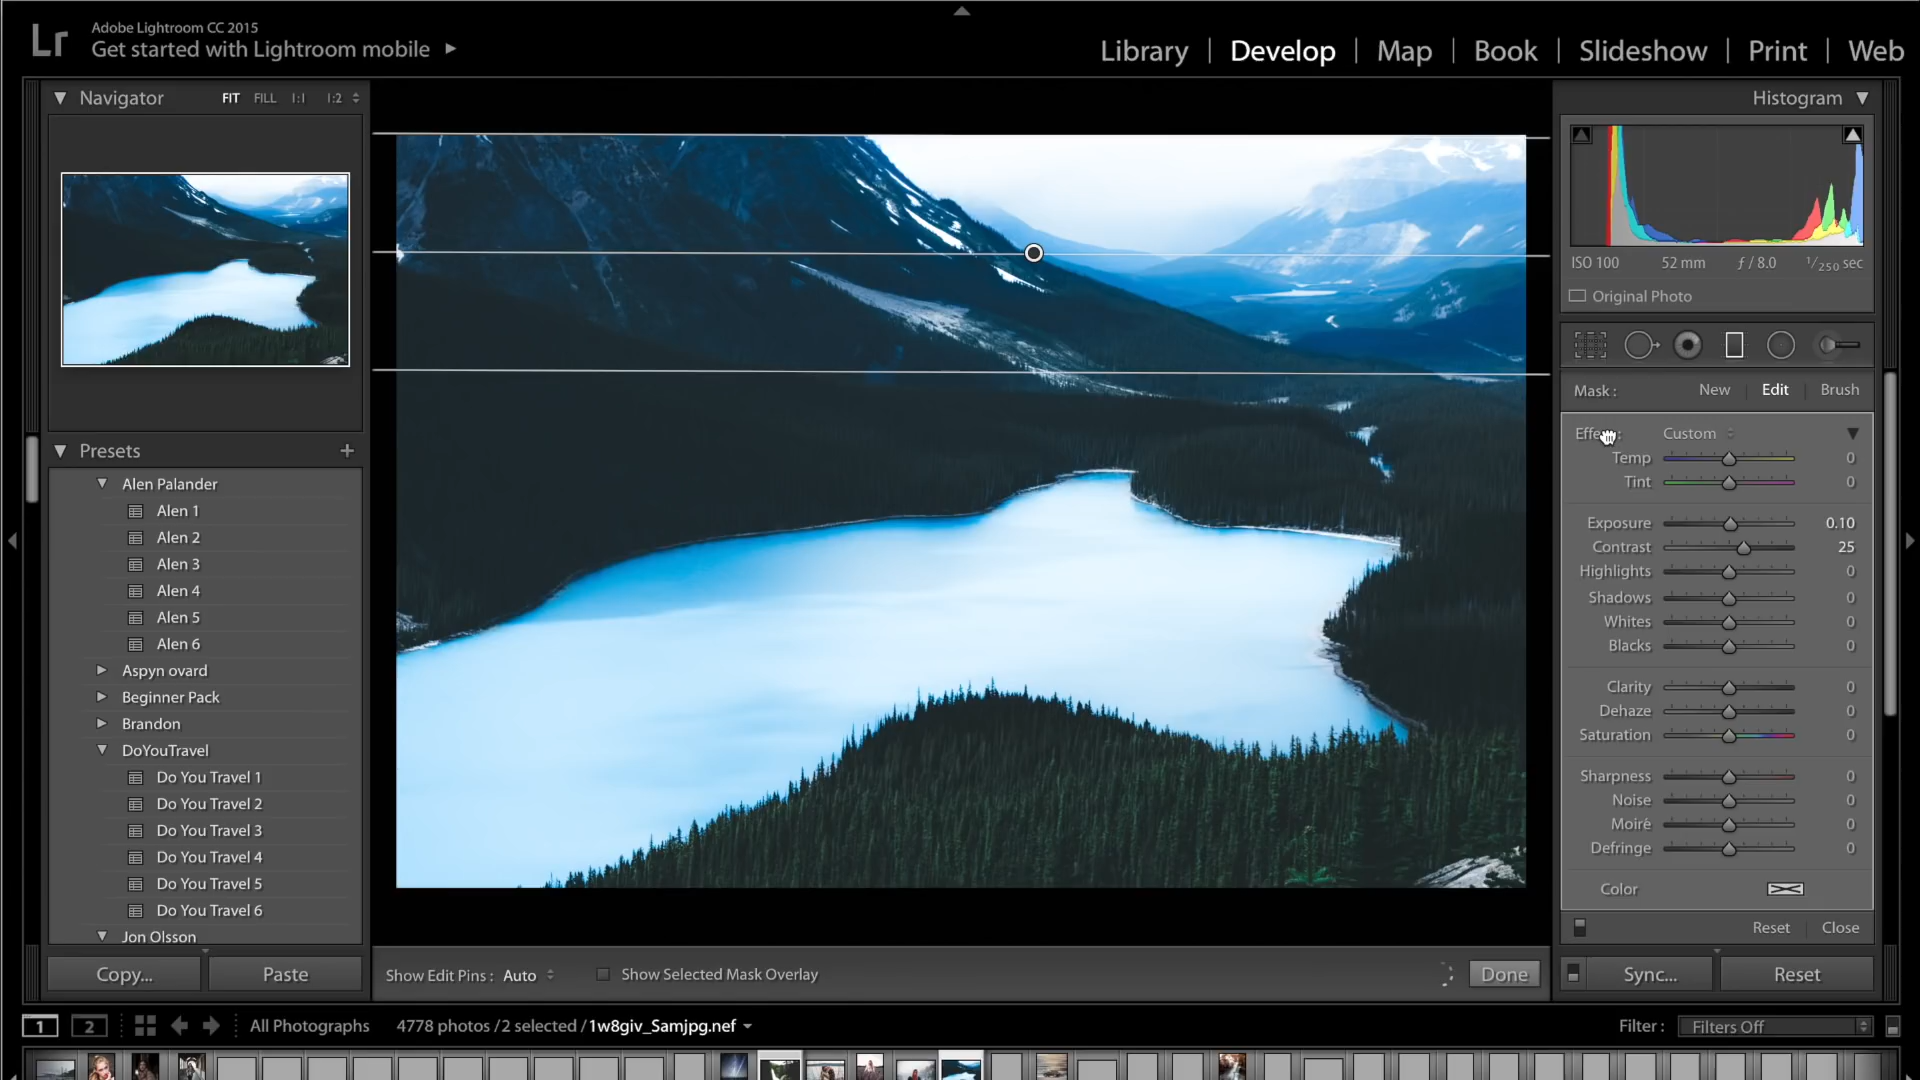 Lr
Adobe Lightroom CC 2015
Get started with Lightroom mobile
Library | Develop | Map | Book | Slideshow | Print | Web
Navigator FIT FILL 1:1 1:2
Histogram
ISO 100 52 mm ƒ / 8.0 1/250 sec
Original Photo
Mask : New Edit Brush
Custom
Temp 0
Tint 0
Exposure 0.10
Contrast 25
Highlights 0
Shadows 0
Whites 0
Blacks 0
Clarity 0
Dehaze 0
Saturation 0
Sharpness 0
Noise 0
Moiré 0
Defringe 0
Color
Reset Close
Presets +
Alen Palander
Alen 1
Alen 2
Alen 3
Alen 4
Alen 5
Alen 6
Aspyn ovard
Beginner Pack
Brandon
DoYouTravel
Do You Travel 1
Do You Travel 2
Do You Travel 3
Do You Travel 4
Do You Travel 5
Do You Travel 6
Jon Olsson
Copy... Paste
Show Edit Pins : Auto Show Selected Mask Overlay Done
Sync... Reset
1 2 All Photographs 4778 photos /2 selected /1w8giv_Samjpg.nef
Filter : Filters Off